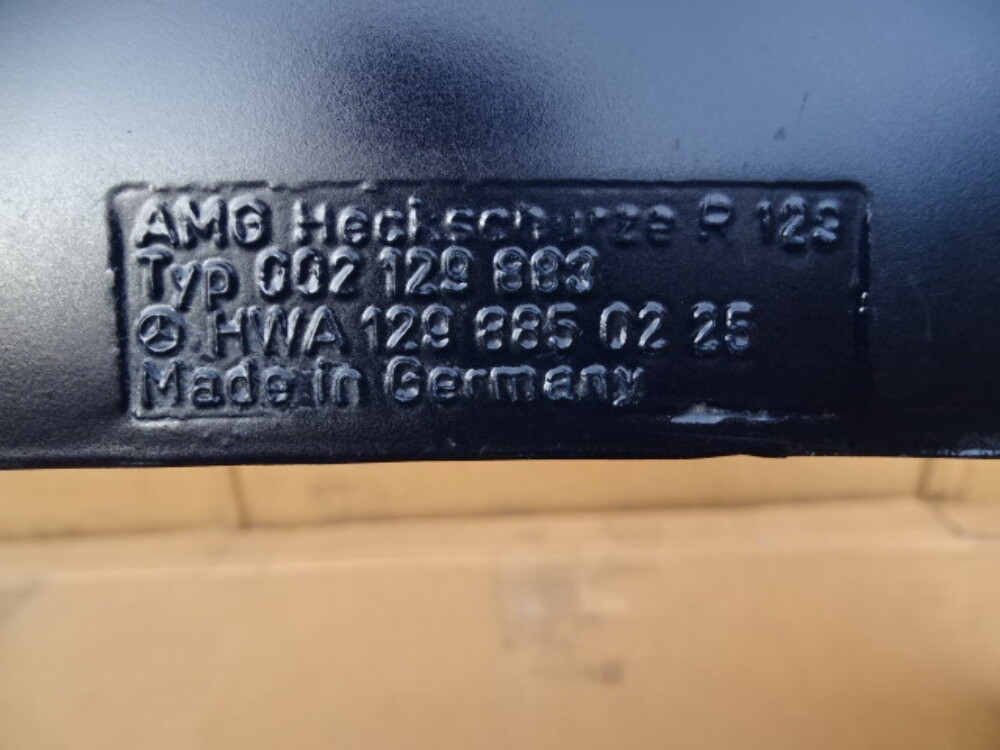 AMG Heckschürze R 129
Typ 002 129 883
HWA 129 885 02 25
Made in Germany